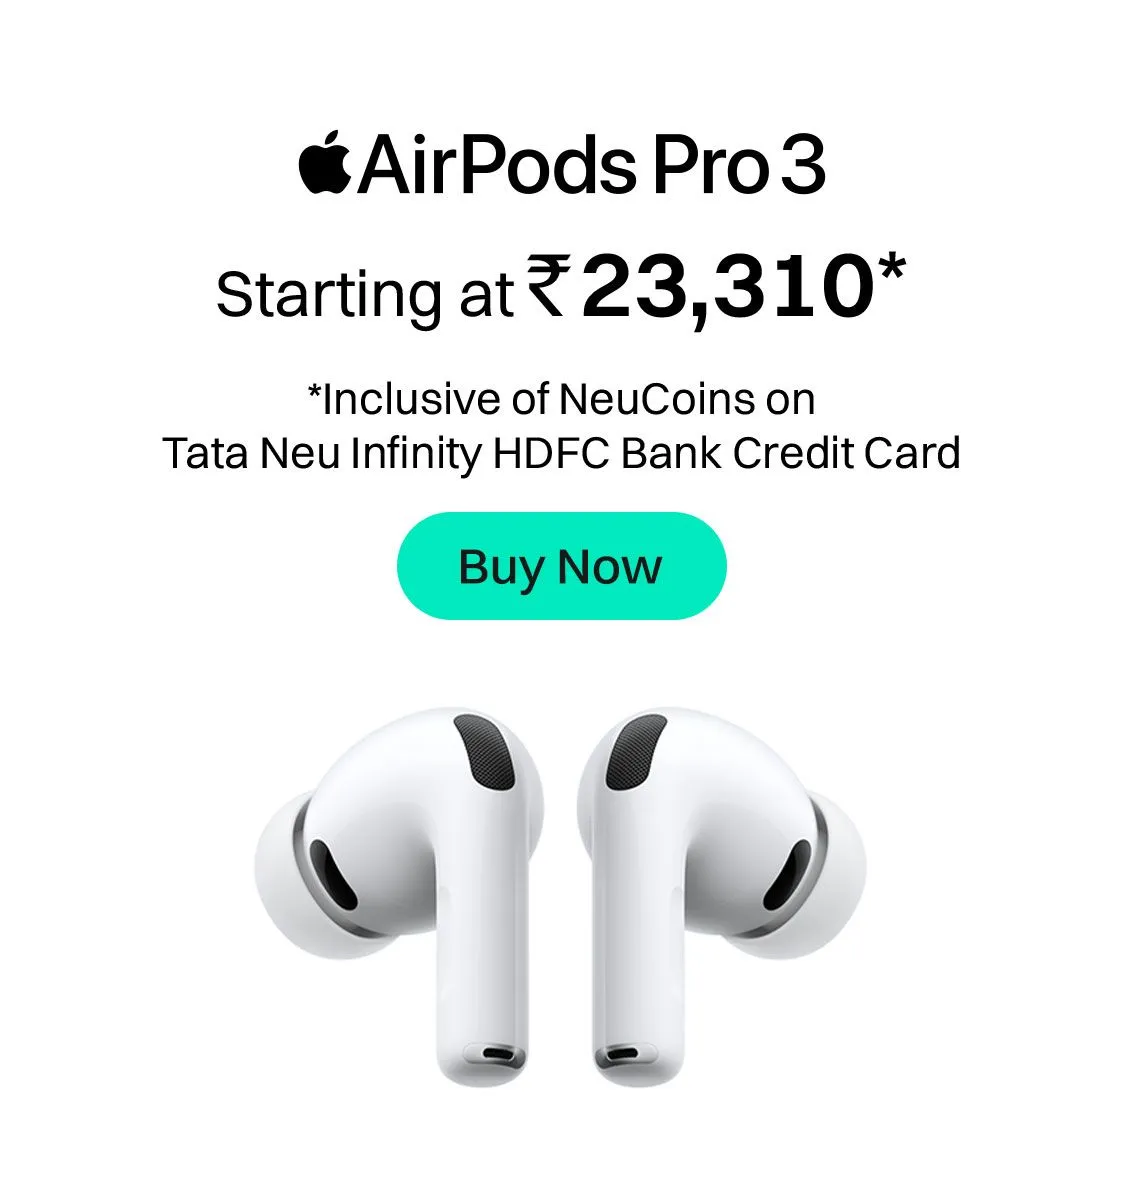 AirPods Pro 3
Starting at ₹23,310*
*Inclusive of NeuCoins on
Tata Neu Infinity HDFC Bank Credit Card
Buy Now